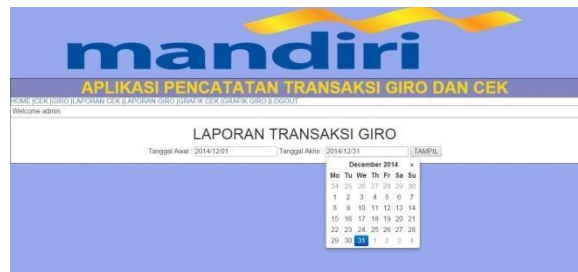 mandiri
APLIKASI PENCATATAN TRANSAKSI GIRO DAN CEK
HOME |CEK |GIRO |LAPORAN CEK |LAPORAN GIRO |GRAFIK CEK |GRAFIK GIRO |LOGOUT
Welcome admin
LAPORAN TRANSAKSI GIRO
Tanggal Awal : 2014/12/01 Tanggal Akhir : 2014/12/31 TAMPIL
December 2014 »
Mo Tu We Th Fr Sa Su
24 25 26 27 28 29 30
1 2 3 4 5 6 7
8 9 10 11 12 13 14
15 16 17 18 19 20 21
22 23 24 25 26 27 28
29 30 31 1 2 3 4